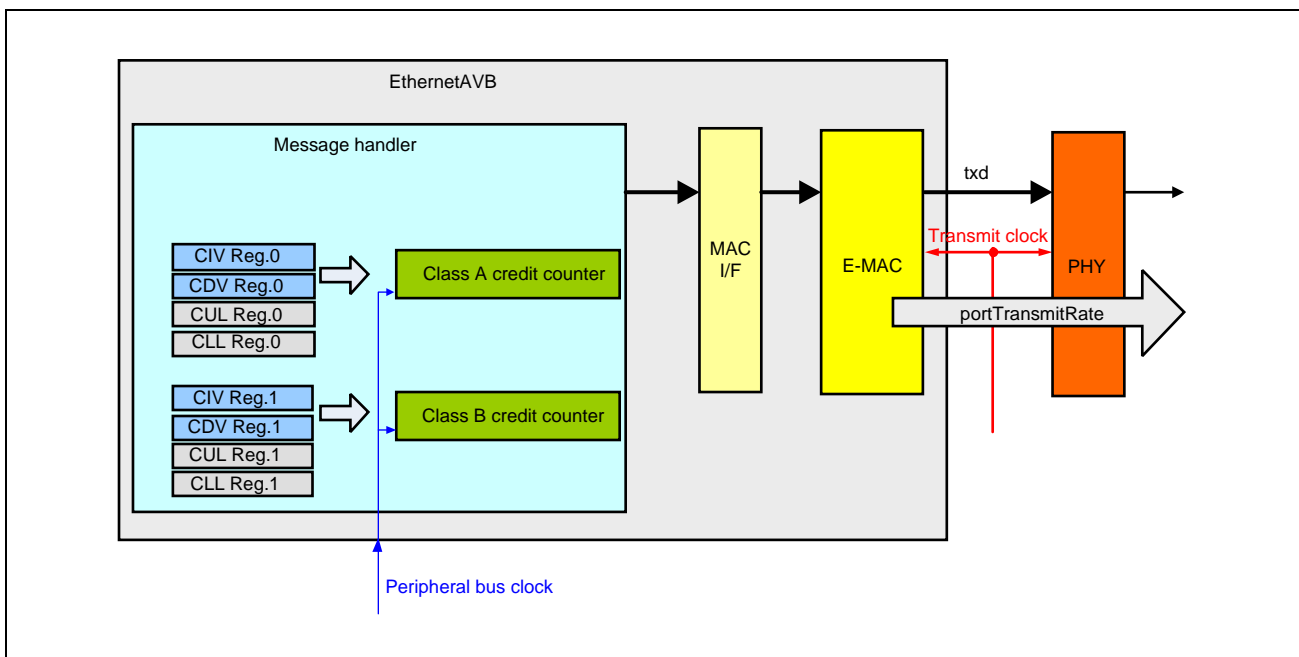 EthernetAVB
Message handler
CIV Reg.0
CDV Reg.0
CUL Reg.0
CLL Reg.0
Class A credit counter
CIV Reg.1
CDV Reg.1
CUL Reg.1
CLL Reg.1
Class B credit counter
MAC
I/F
E-MAC
txd
Transmit clock
PHY
portTransmitRate
Peripheral bus clock